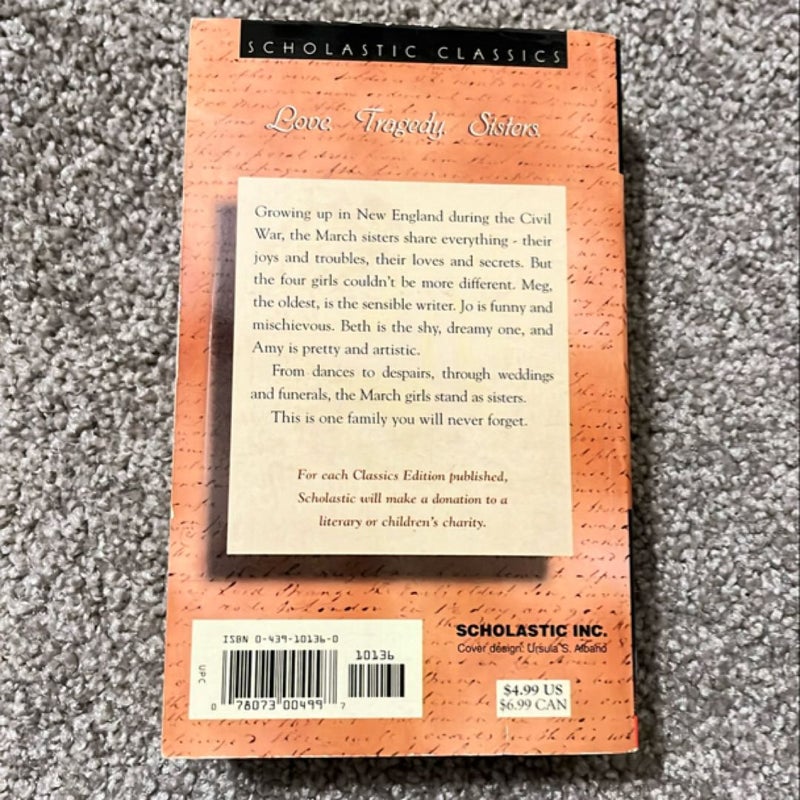 SCHOLASTIC CLASSICS
Love. Tragedy. Sisters.
Growing up in New England during the Civil
War, the March sisters share everything - their
joys and troubles, their loves and secrets. But
the four girls couldn't be more different. Meg,
the oldest, is the sensible writer. Jo is funny and
mischievous. Beth is the shy, dreamy one, and
Amy is pretty and artistic.
From dances to despairs, through weddings
and funerals, the March girls stand as sisters.
This is one family you will never forget.
For each Classics Edition published,
Scholastic will make a donation to a
literary or children's charity.
ISBN 0-439-10136-0
10136
UPC
0 78073 00499 7
SCHOLASTIC INC.
Cover design: Ursula S. Albano
$4.99 US
$6.99 CAN